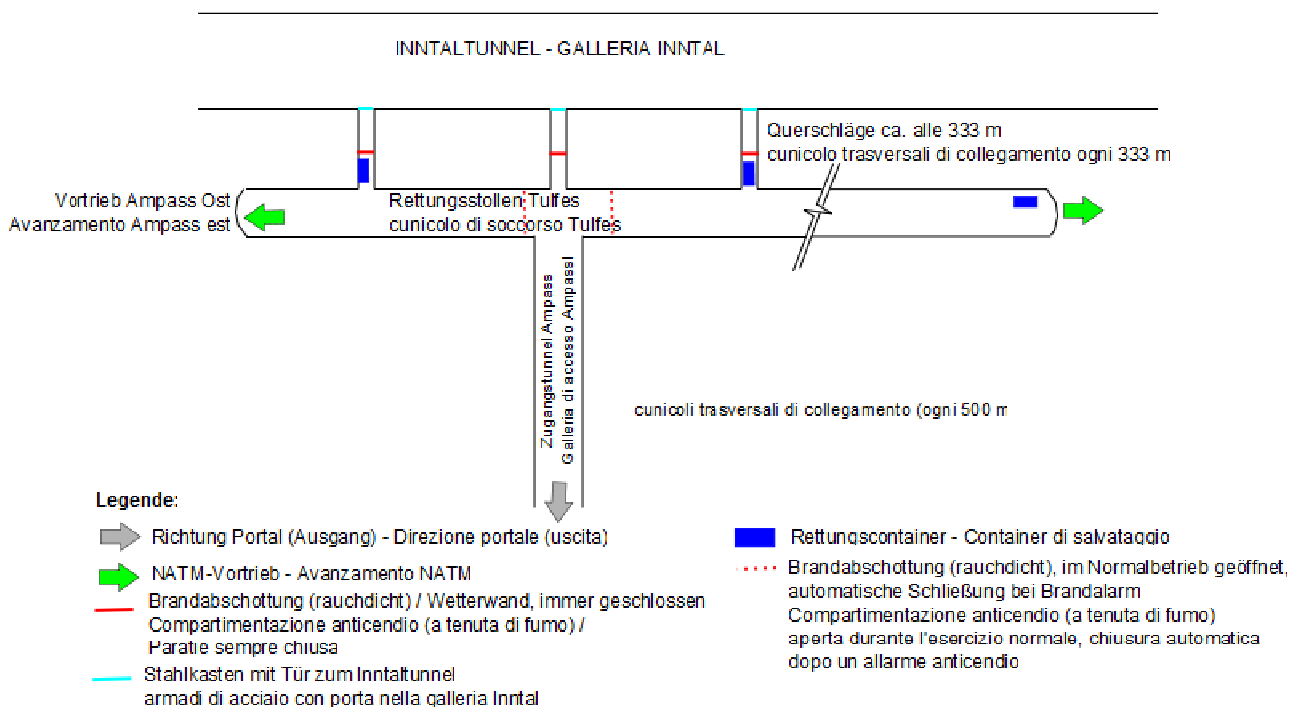 INNTALTUNNEL - GALLERIA INNTAL
Querschläge ca. alle 333 m
cunicolo trasversali di collegamento ogni 333 m
Vortrieb Ampass Ost
Avanzamento Ampass est
Rettungsstollen Tulfes
cunicolo di soccorso Tulfes
Zugangstunnel Ampass
Galleria di accesso Ampassl
cunicoli trasversali di collegamento (ogni 500 m
Legende:
Richtung Portal (Ausgang) - Direzione portale (uscita)
NATM-Vortrieb - Avanzamento NATM
Brandabschottung (rauchdicht) / Wetterwand, immer geschlossen
Compartimentazione anticendio (a tenuta di fumo) /
Paratie sempre chiusa
Stahlkasten mit Tür zum Inntaltunnel
armadi di acciaio con porta nella galleria Inntal
Rettungscontainer - Container di salvataggio
Brandabschottung (rauchdicht), im Normalbetrieb geöffnet,
automatische Schließung bei Brandalarm
Compartimentazione anticendio (a tenuta di fumo)
aperta durante l'esercizio normale, chiusura automatica
dopo un allarme anticendio